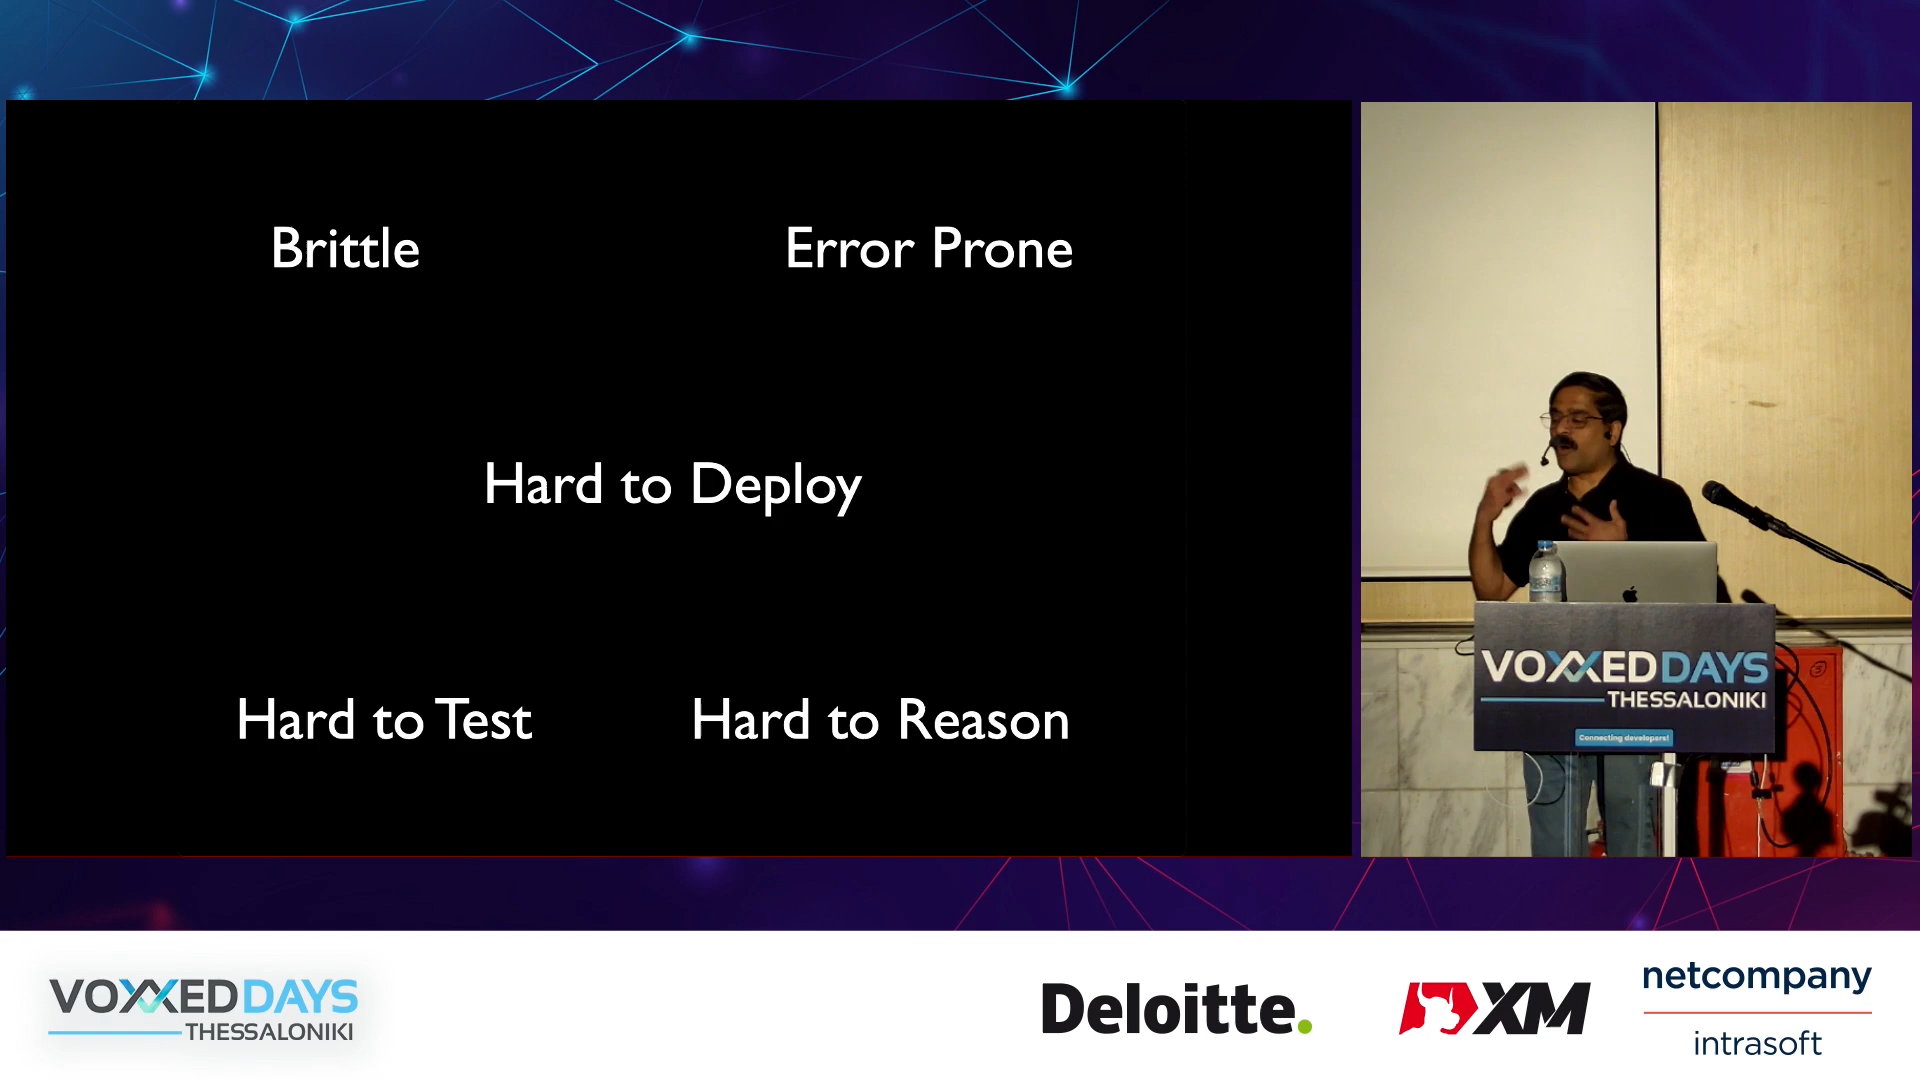 Brittle
Error Prone
Hard to Deploy
Hard to Test
Hard to Reason
VOXXED DAYS
THESSALONIKI
Connecting developers!
VOXXED DAYS
THESSALONIKI
Deloitte.
XM
netcompany
intrasoft